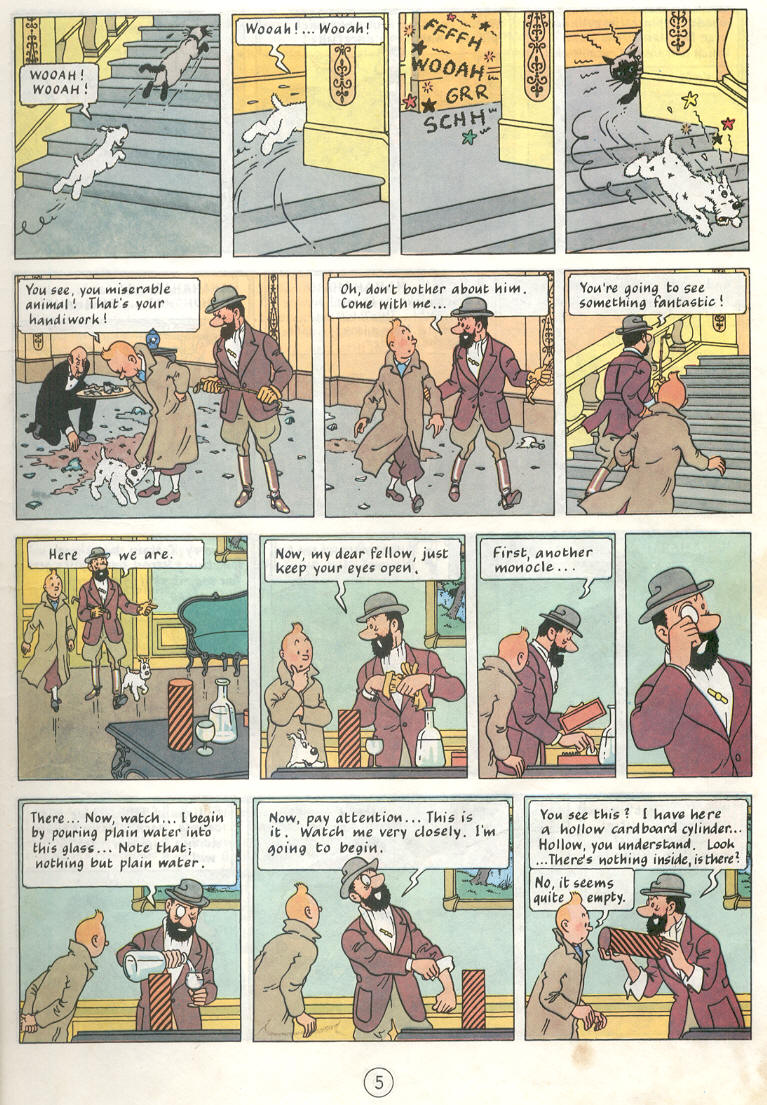 WOOAH!
WOOAH!
Wooah!... Wooah!
FFFFH
WOOAH
GRR
SCHH
You see, you miserable
animal! That's your
handiwork!
Oh, don't bother about him.
Come with me...
You're going to see
something fantastic!
Here we are.
Now, my dear fellow, just
keep your eyes open.
First, another
monocle...
There... Now, watch... I begin
by pouring plain water into
this glass... Note that;
nothing but plain water.
Now, pay attention... This is
it. Watch me very closely. I'm
going to begin.
You see this? I have here
a hollow cardboard cylinder...
Hollow, you understand. Look
...There's nothing inside, is there?
No, it seems
quite empty.
5